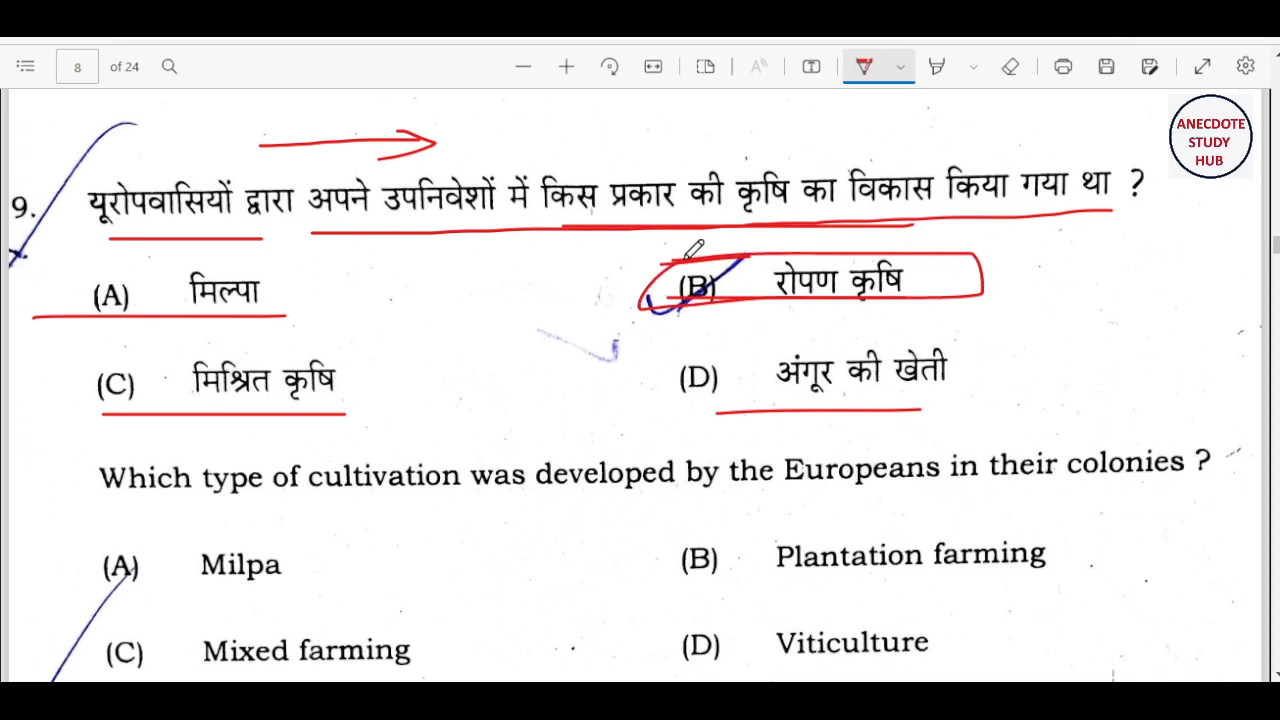 8 of 24
ANECDOTE
STUDY
HUB
9. यूरोपवासियों द्वारा अपने उपनिवेशों में किस प्रकार की कृषि का विकास किया गया था ?
(A) मिल्पा (B) रोपण कृषि
(C) मिश्रित कृषि (D) अंगूर की खेती
Which type of cultivation was developed by the Europeans in their colonies ?
(A) Milpa (B) Plantation farming
(C) Mixed farming (D) Viticulture